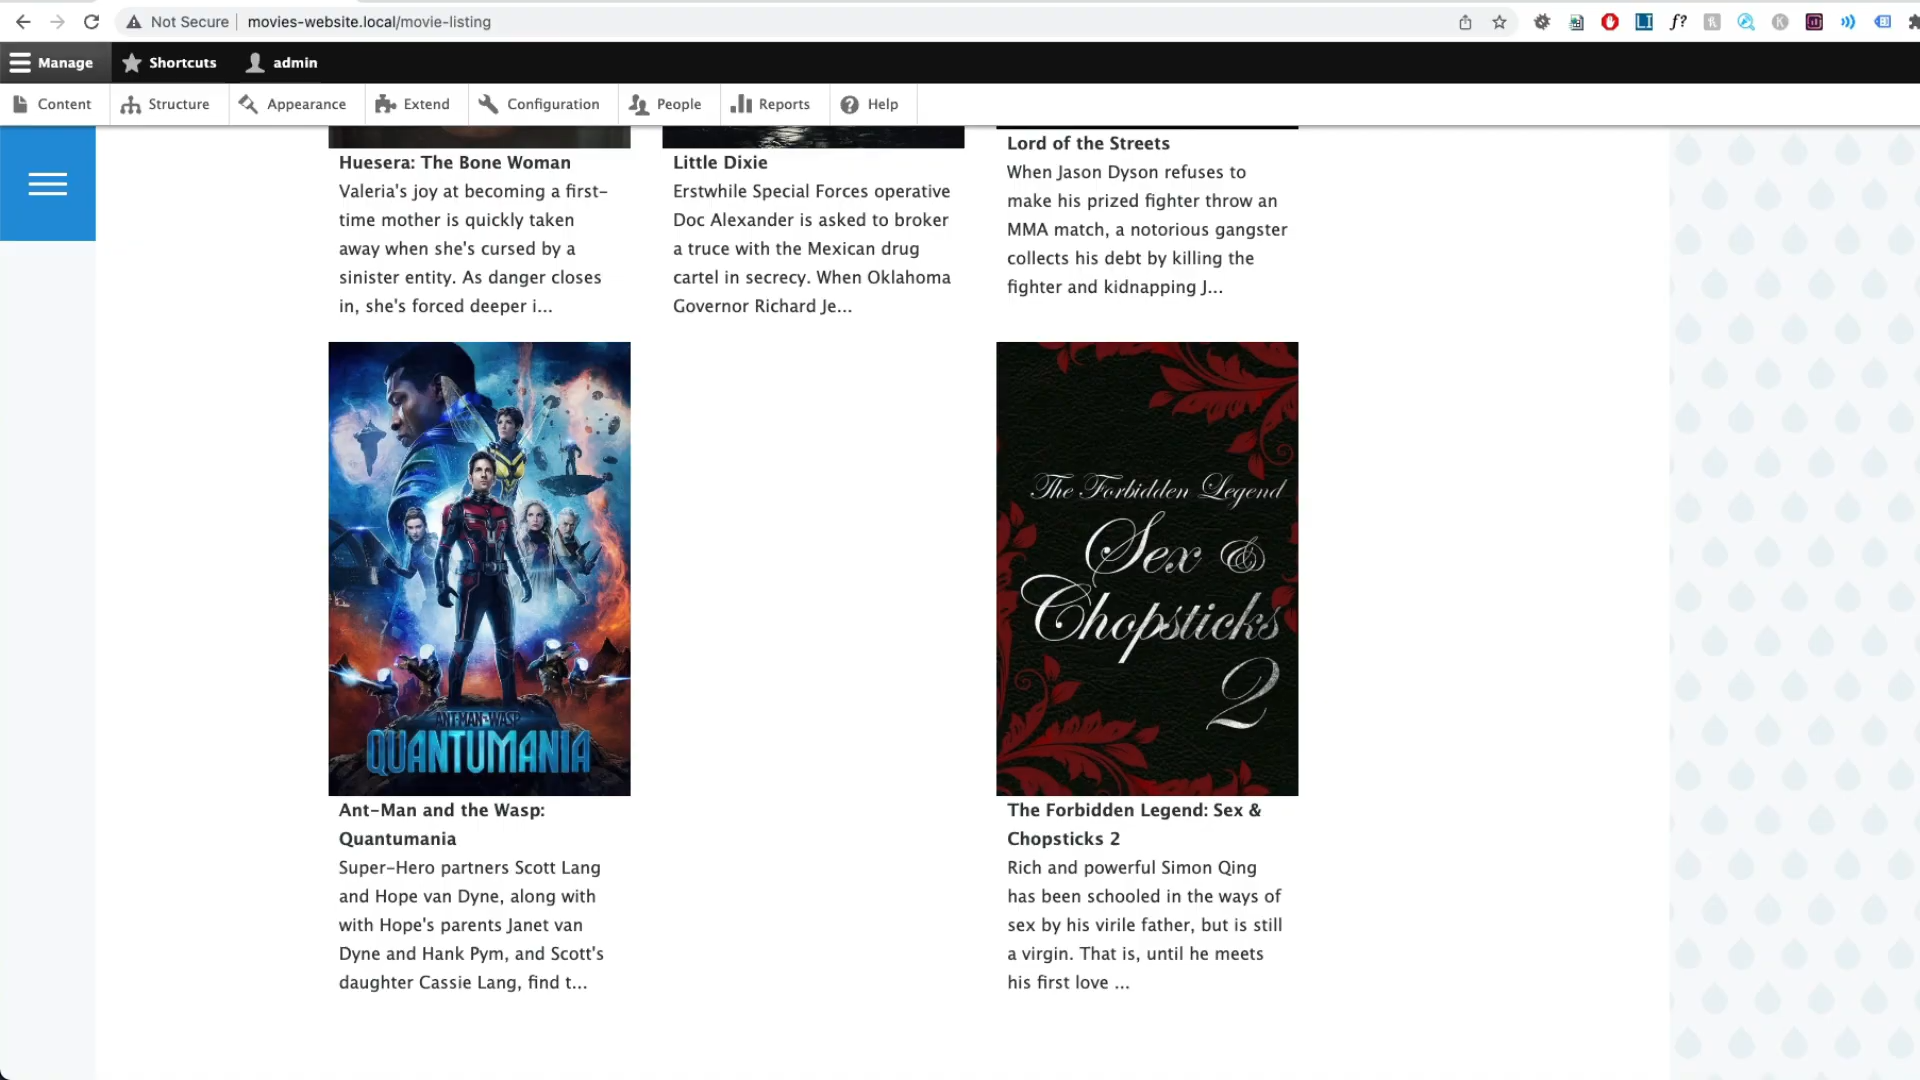 Not Secure
movies-website.local/movie-listing
Manage Shortcuts admin
Content Structure Appearance Extend Configuration People Reports Help
Huesera: The Bone Woman
Valeria's joy at becoming a first-
time mother is quickly taken
away when she's cursed by a
sinister entity. As danger closes
in, she's forced deeper i...
Little Dixie
Erstwhile Special Forces operative
Doc Alexander is asked to broker
a truce with the Mexican drug
cartel in secrecy. When Oklahoma
Governor Richard Je...
Lord of the Streets
When Jason Dyson refuses to
make his prized fighter throw an
MMA match, a notorious gangster
collects his debt by killing the
fighter and kidnapping J...
ANT-MAN AND THE WASP
QUANTUMANIA
Ant-Man and the Wasp:
Quantumania
Super-Hero partners Scott Lang
and Hope van Dyne, along with
with Hope's parents Janet van
Dyne and Hank Pym, and Scott's
daughter Cassie Lang, find t...
The Forbidden Legend
Sex &
Chopsticks
2
The Forbidden Legend: Sex &
Chopsticks 2
Rich and powerful Simon Qing
has been schooled in the ways of
sex by his virile father, but is still
a virgin. That is, until he meets
his first love ...